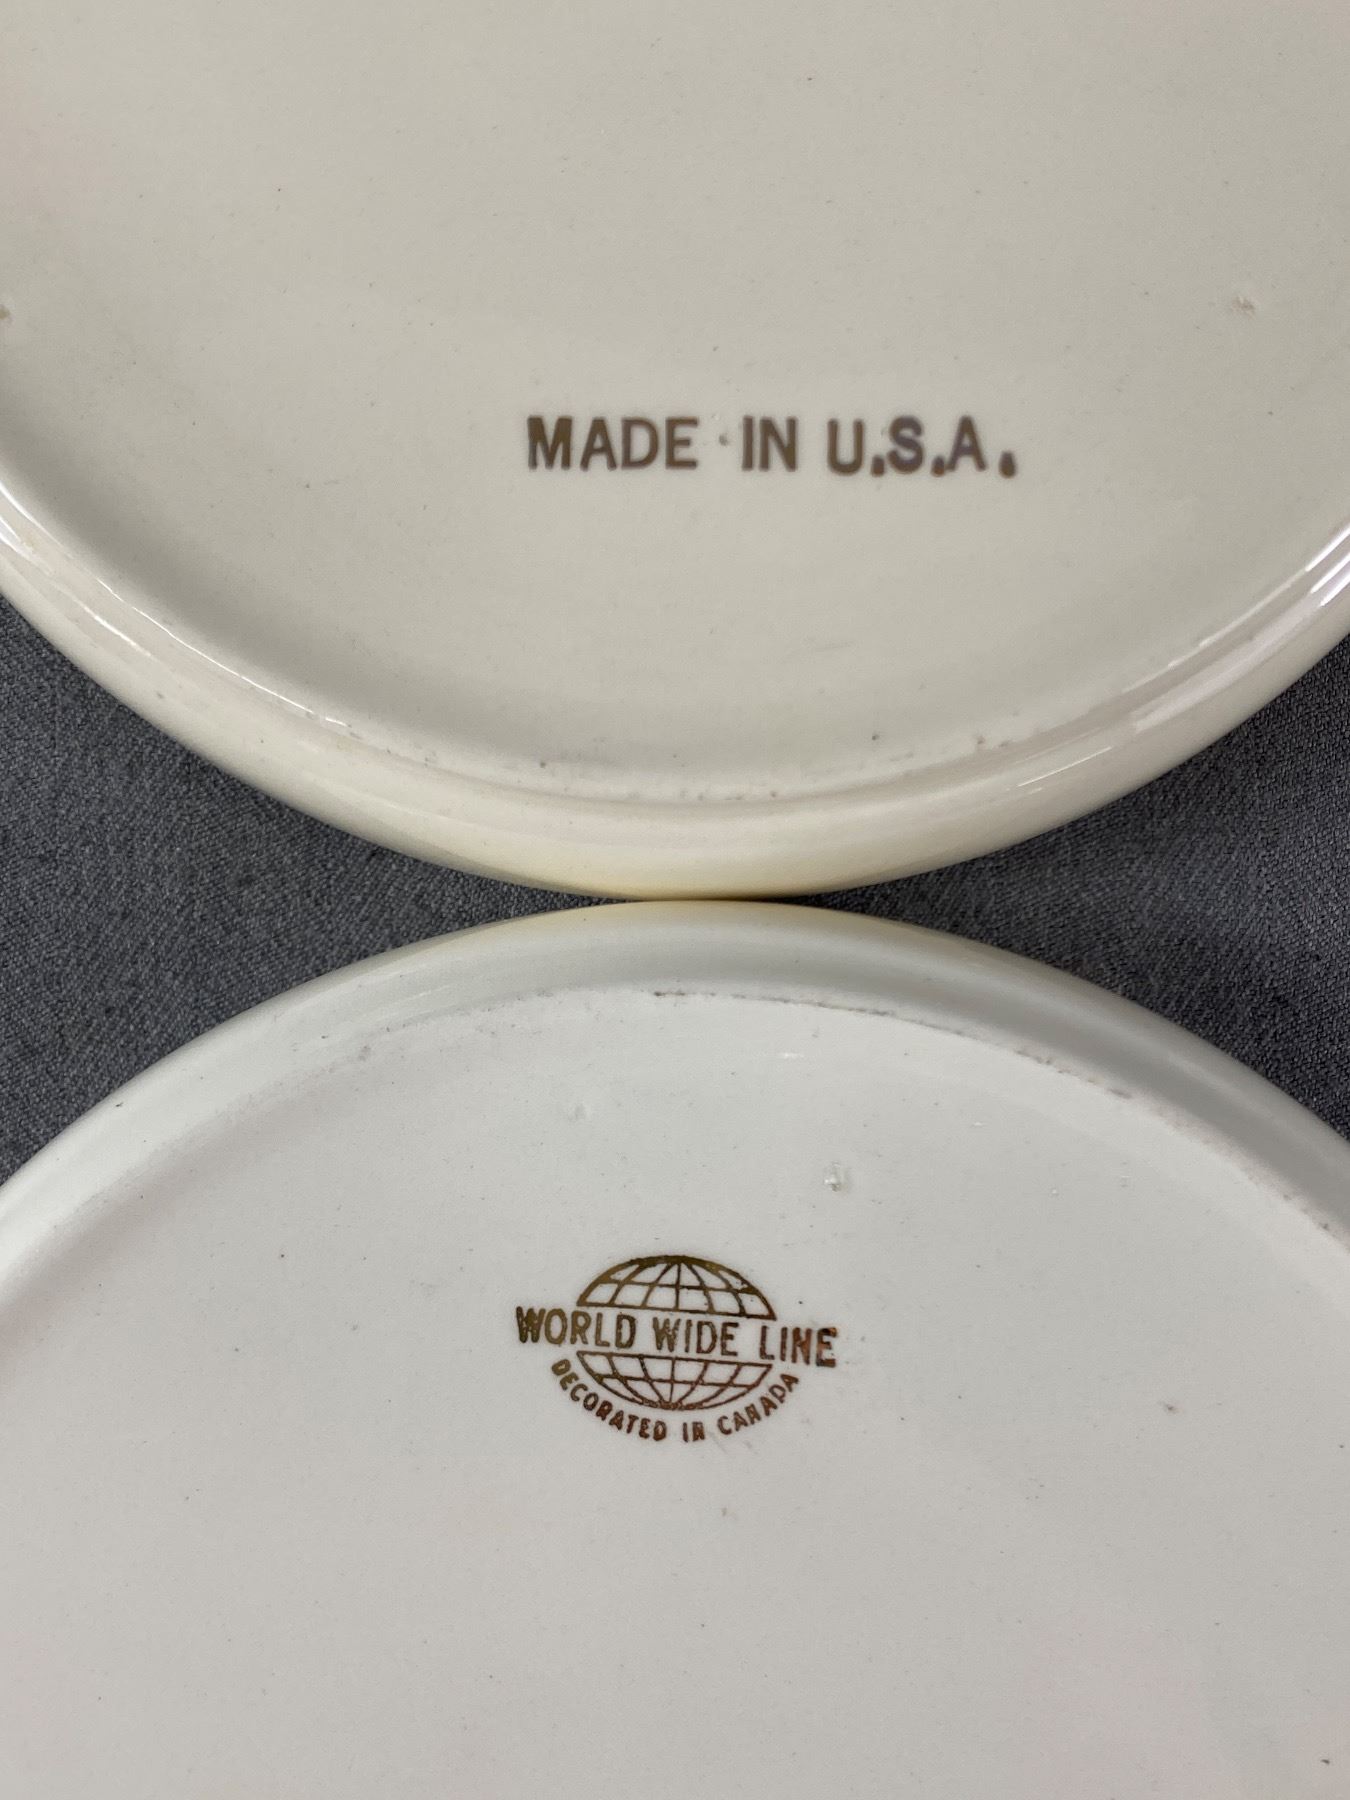 MADE IN U.S.A.
WORLD WIDE LINE
DECORATED IN CANADA